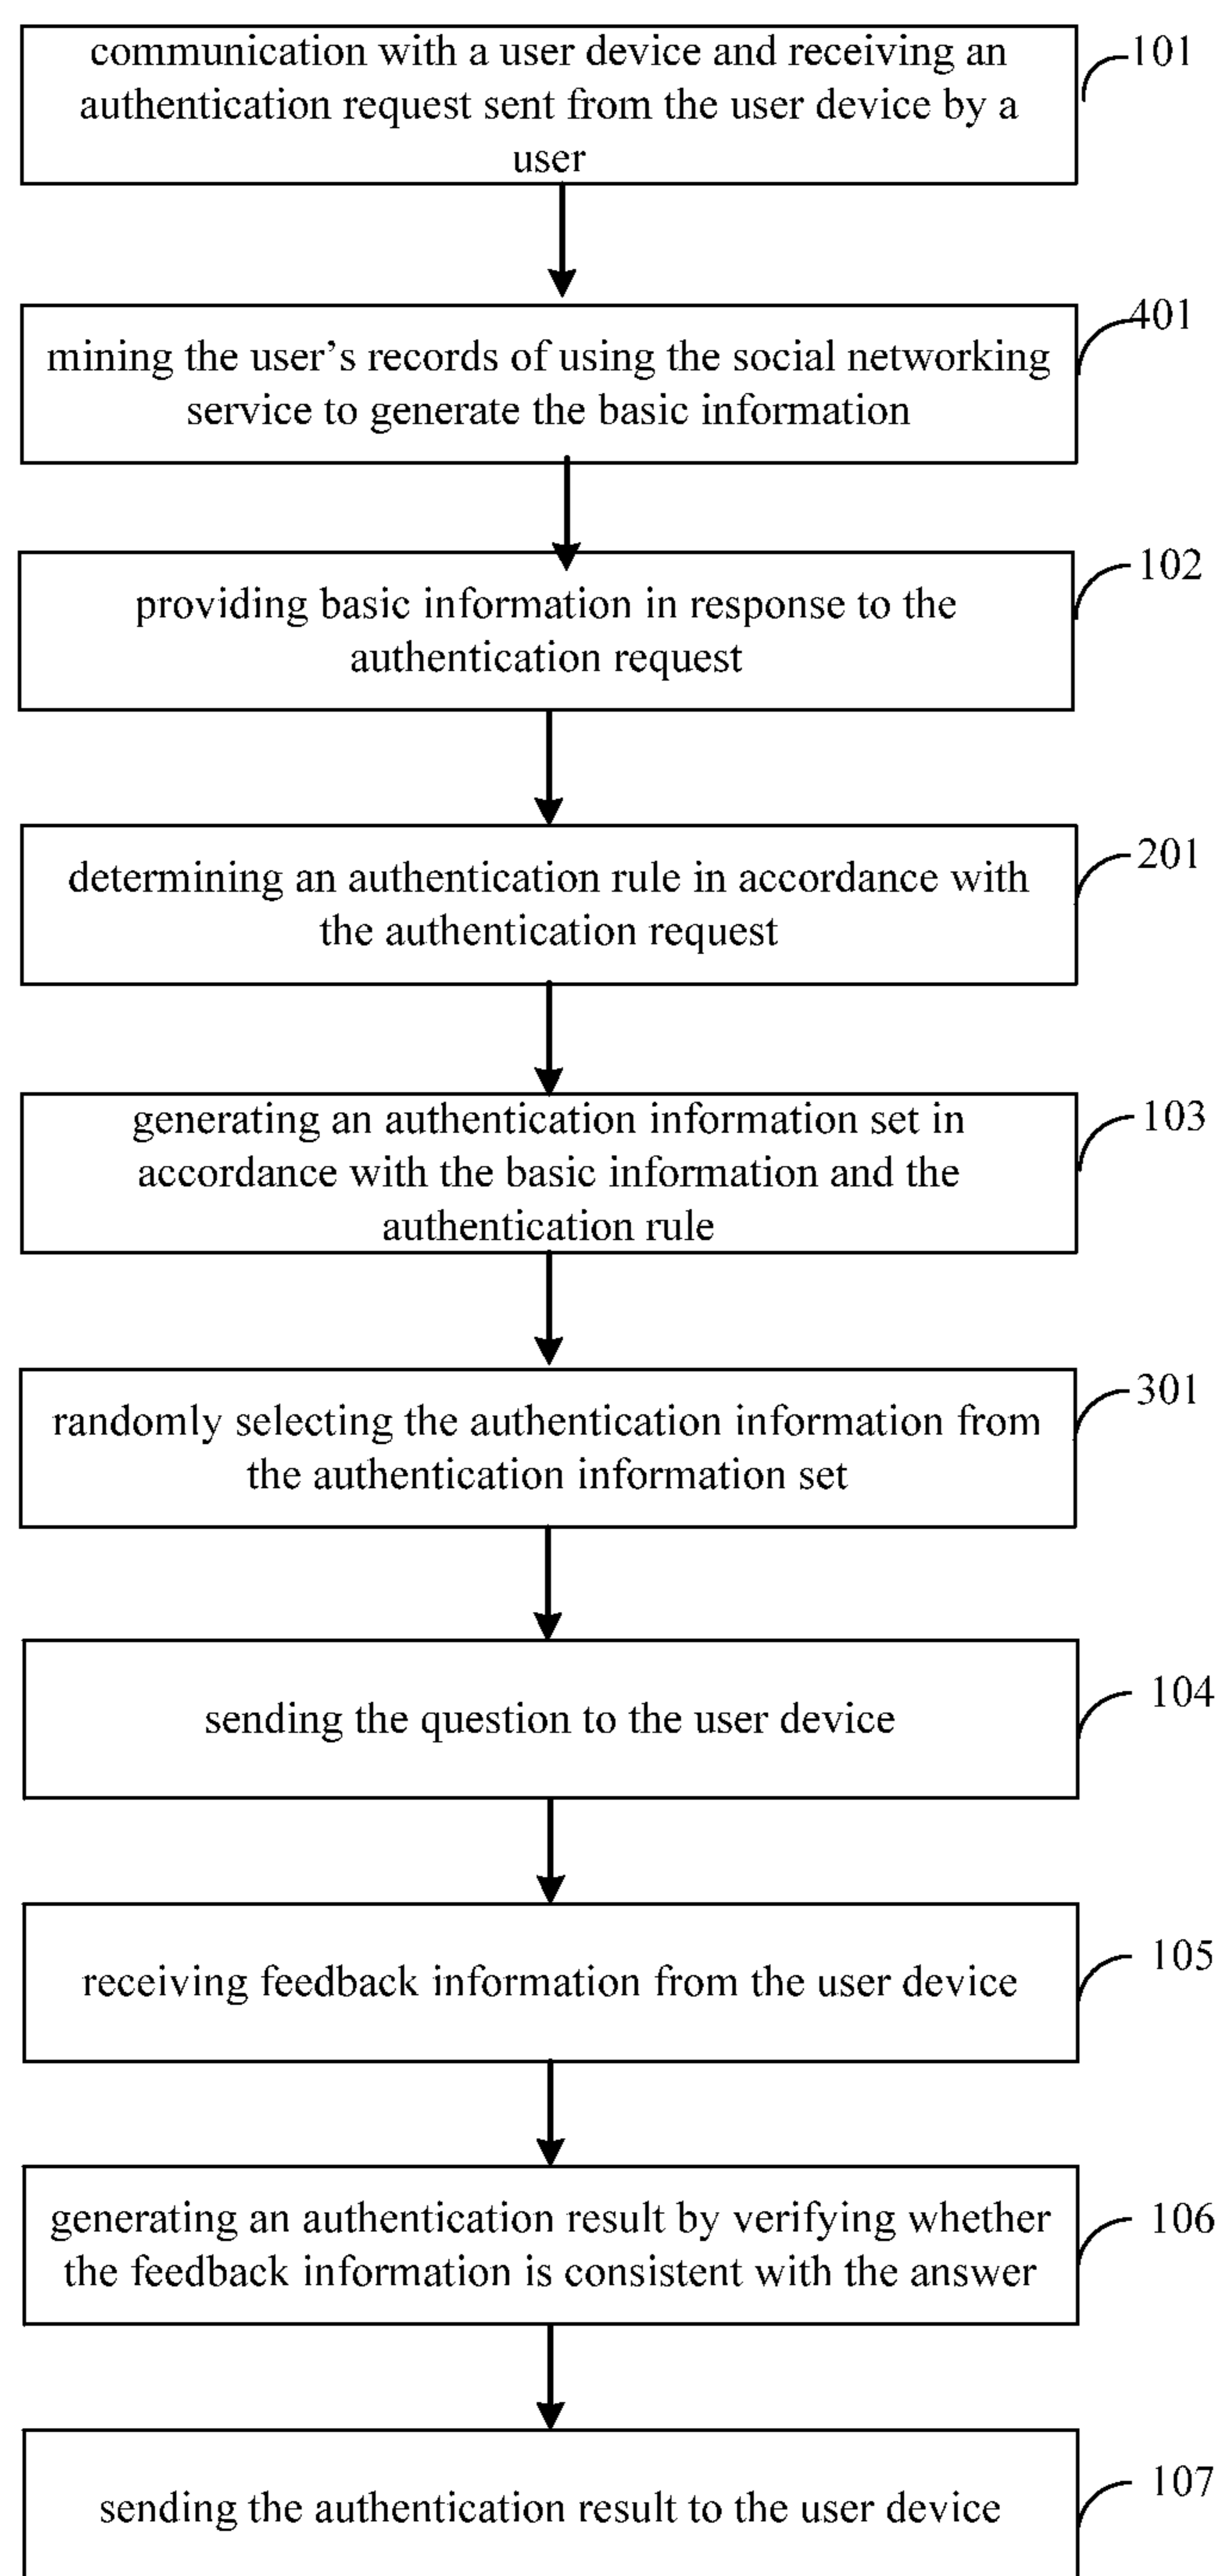 communication with a user device and receiving an
authentication request sent from the user device by a
user
101
mining the user's records of using the social networking
service to generate the basic information
401
providing basic information in response to the
authentication request
102
determining an authentication rule in accordance with
the authentication request
201
generating an authentication information set in
accordance with the basic information and the
authentication rule
103
randomly selecting the authentication information from
the authentication information set
301
sending the question to the user device
104
receiving feedback information from the user device
105
generating an authentication result by verifying whether
the feedback information is consistent with the answer
106
sending the authentication result to the user device
107